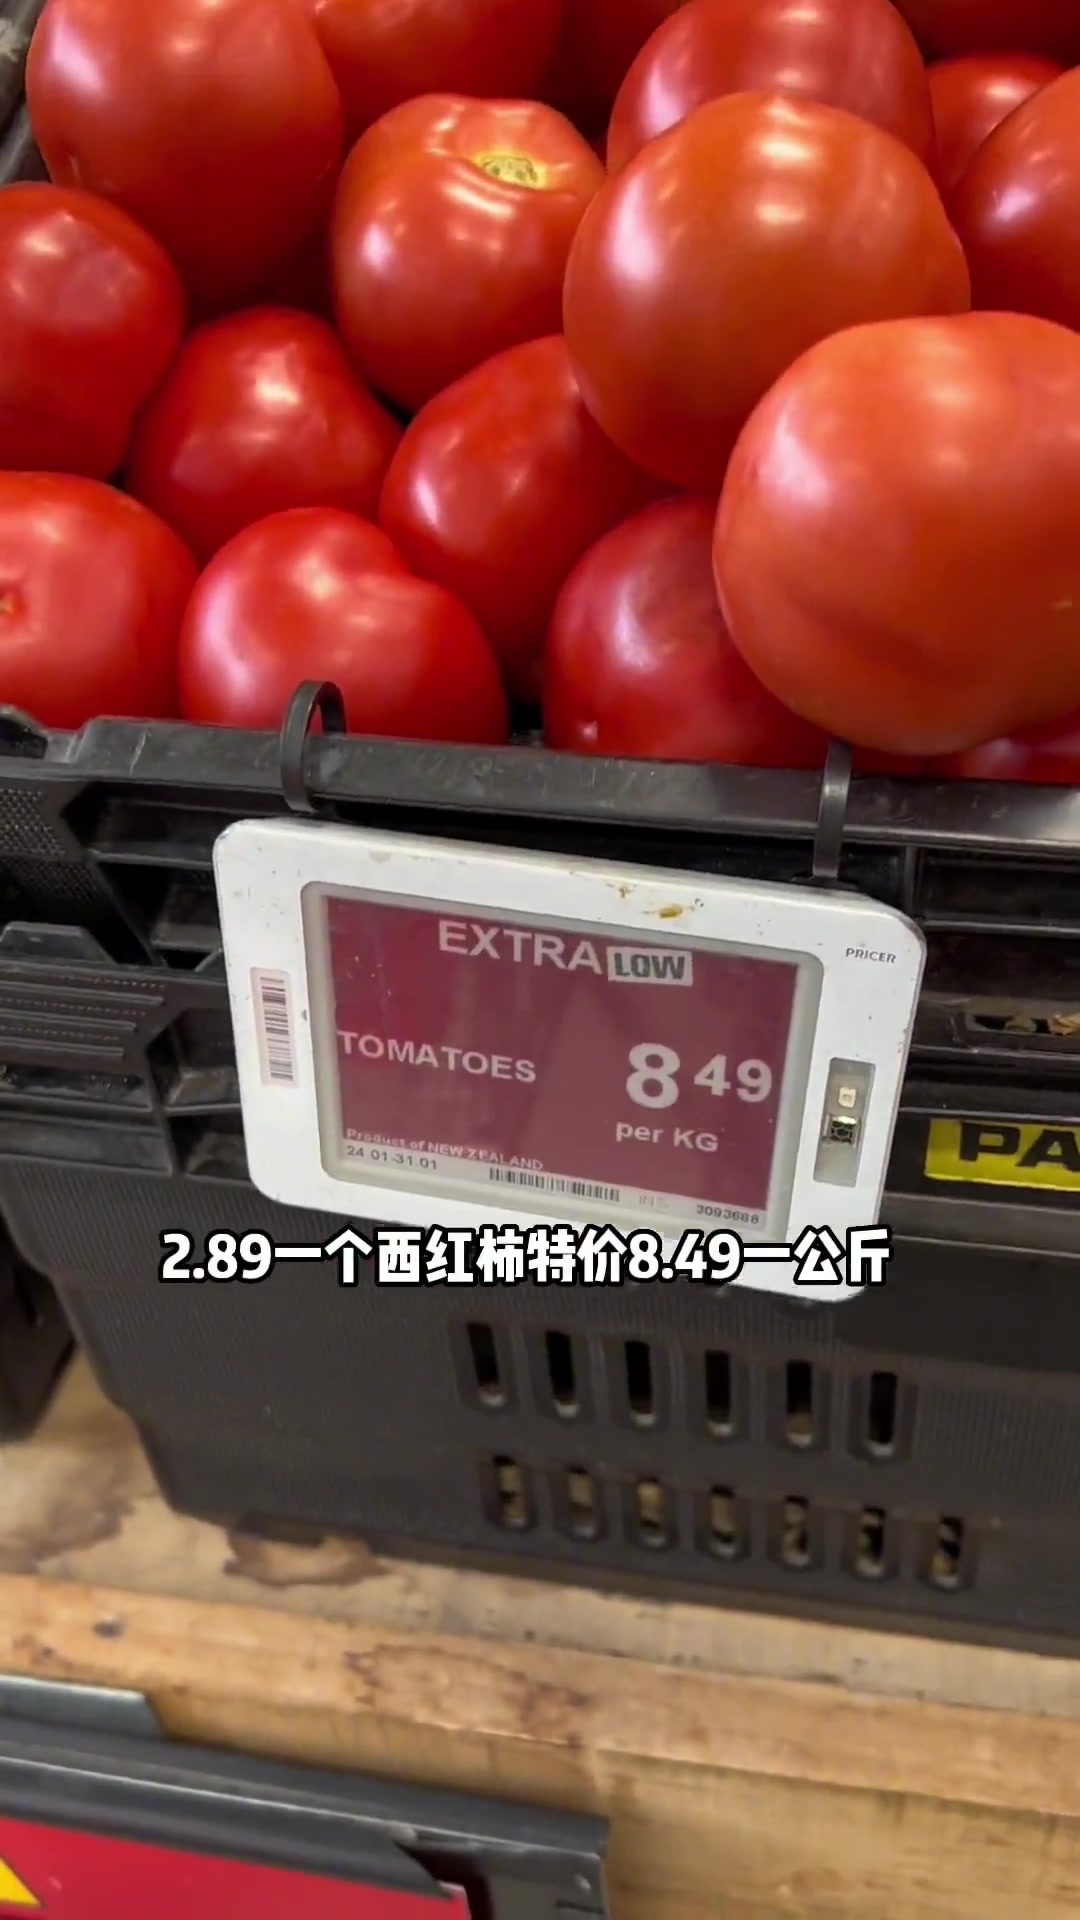 EXTRA LOW
PRICER
TOMATOES
8 49
per KG
Product of NEW ZEALAND
24 01-31 01
3093688
PA
2.89一个西红柿特价8.49一公斤